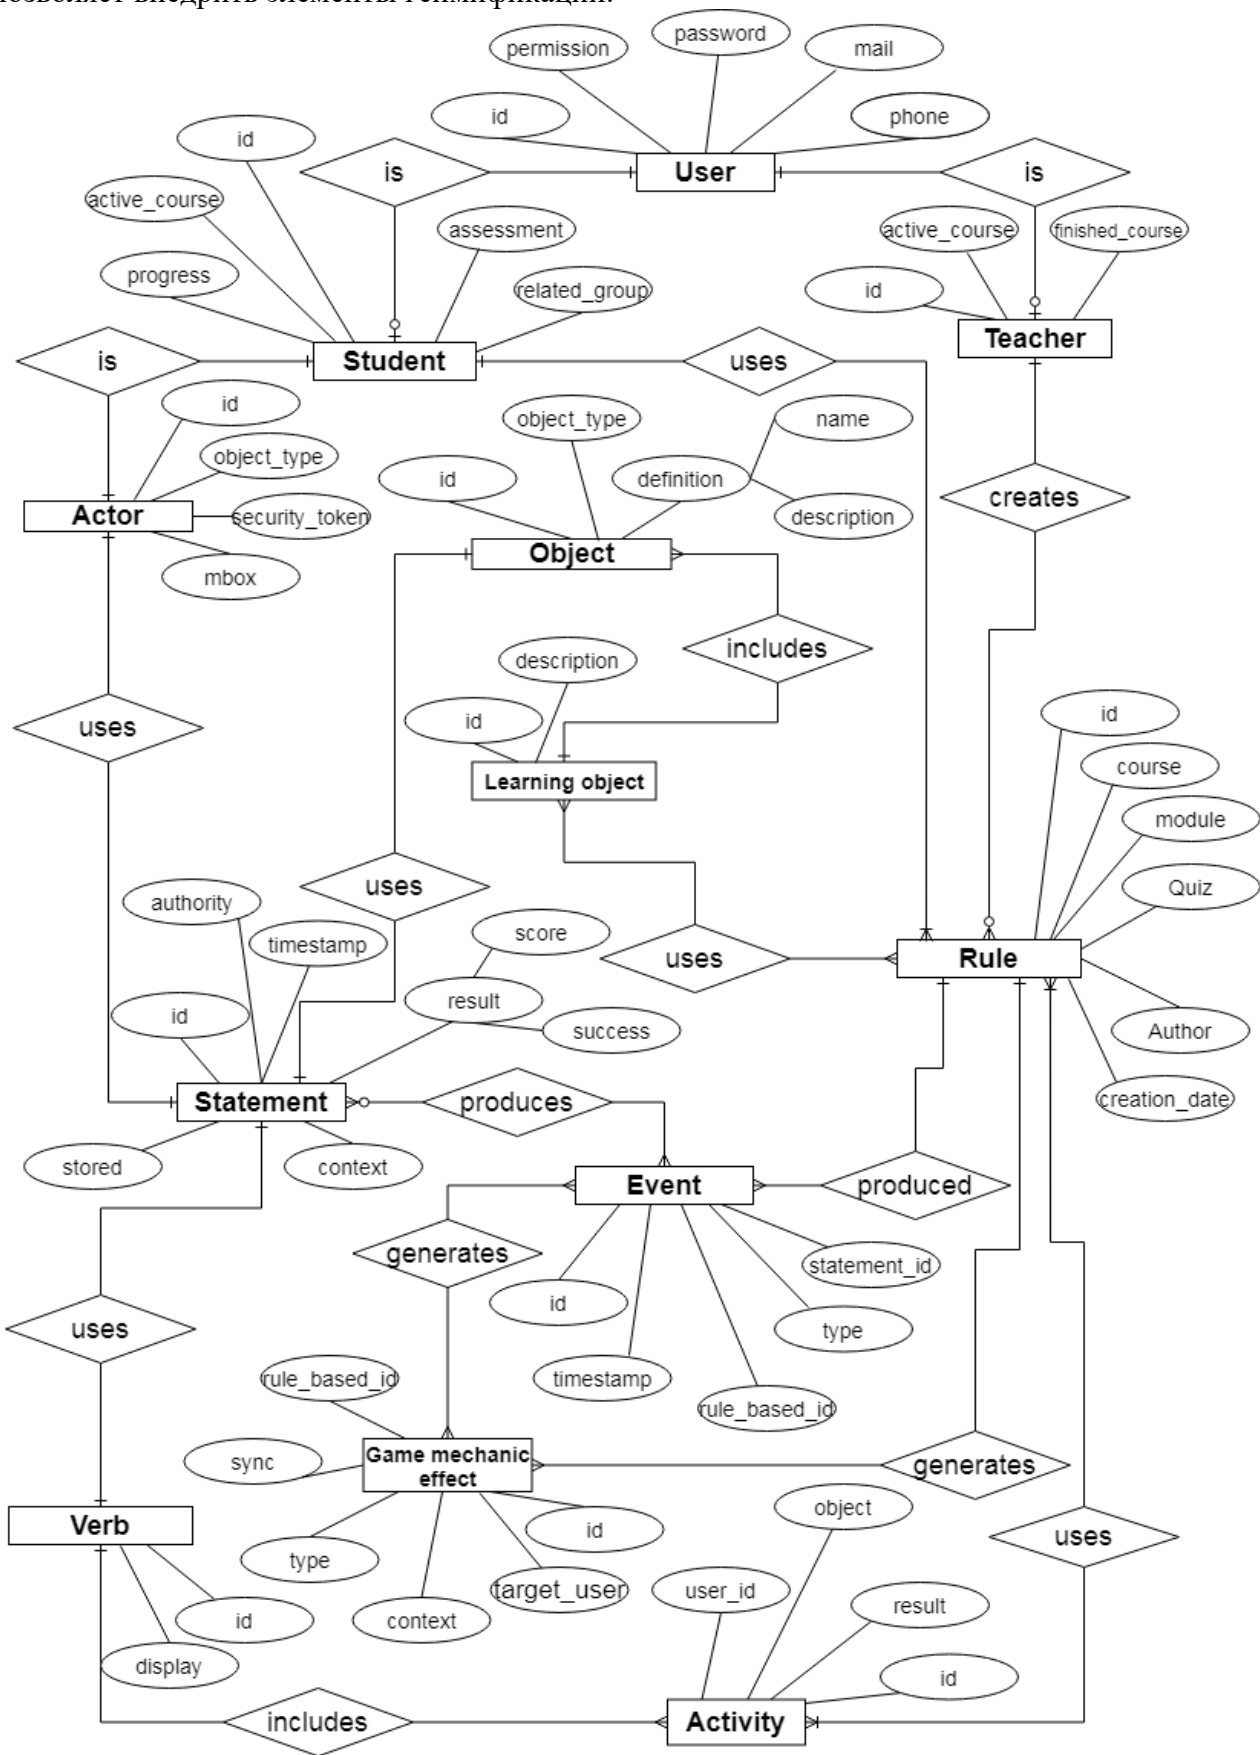 позволяет внедрить элементы геймификации.
password
permission
mail
id
phone
id
is
User
is
active_course
assessment
active_course
finished_course
progress
related_group
id
is
Student
uses
Teacher
id
object_type
name
object_type
id
definition
creates
Actor
security_token
description
Object
mbox
includes
description
id
id
uses
course
Learning object
module
uses
Quiz
authority
score
timestamp
uses
Rule
result
id
success
Author
Statement
produces
creation_date
stored
context
Event
produced
generates
statement_id
id
uses
type
rule_based_id
timestamp
rule_based_id
Game mechanic
effect
sync
generates
object
Verb
id
uses
type
target_user
user_id
result
id
context
display
id
includes
Activity